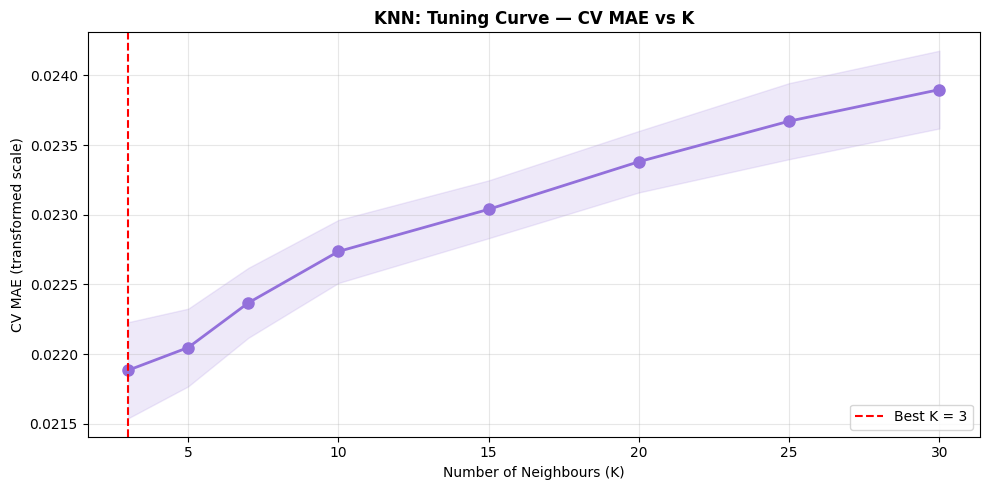 KNN: Tuning Curve — CV MAE vs K
CV MAE (transformed scale)
0.0240
0.0235
0.0230
0.0225
0.0220
0.0215
5 10 15 20 25 30
Number of Neighbours (K)
Best K = 3